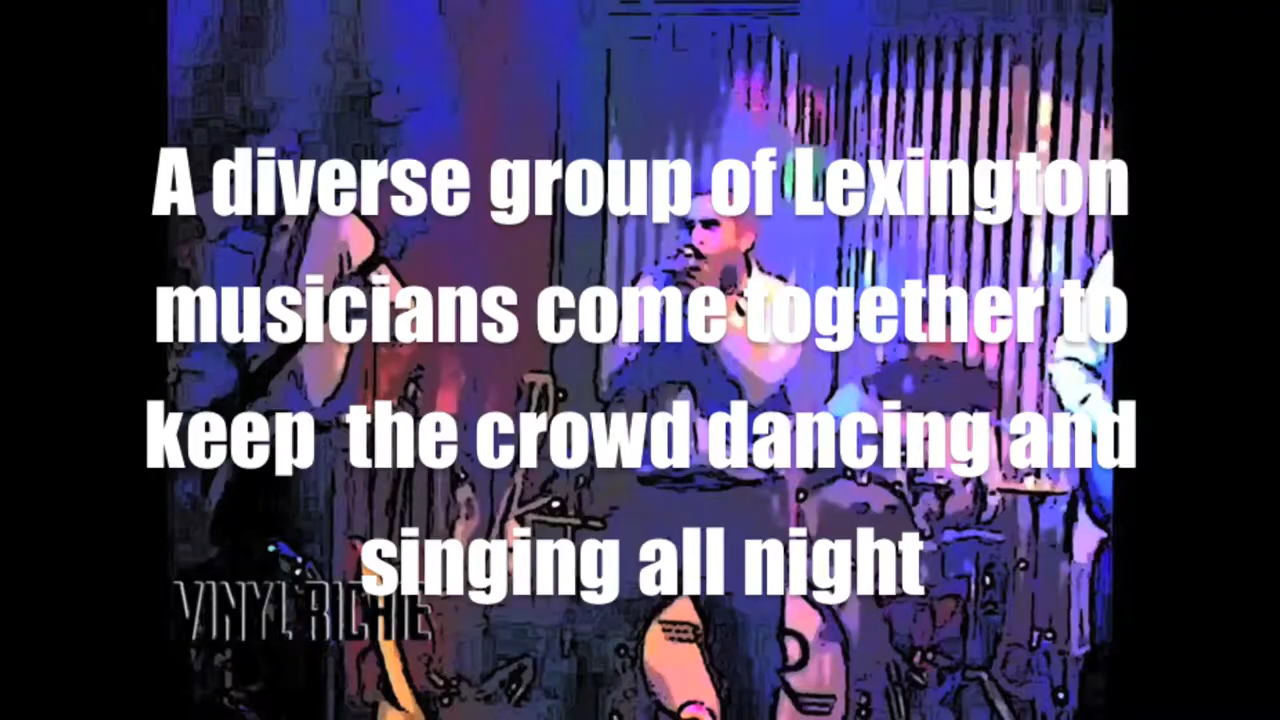 A diverse group of Lexington
musicians come together to
keep  the crowd dancing and
singing all night
VINYL RICHIE